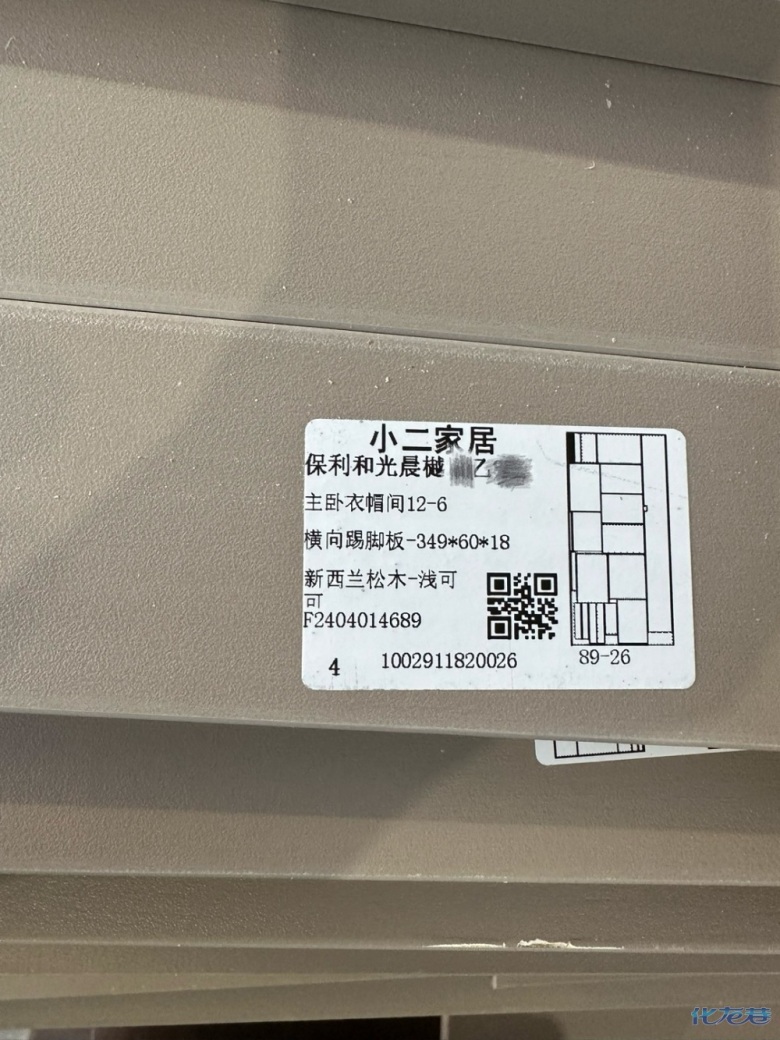 小二家居
保利和光晨樾 乙
主卧衣帽间12-6
横向踢脚板-349*60*18
新西兰松木-浅可
可
F2404014689
4 1002911820026 89-26
化龙巷